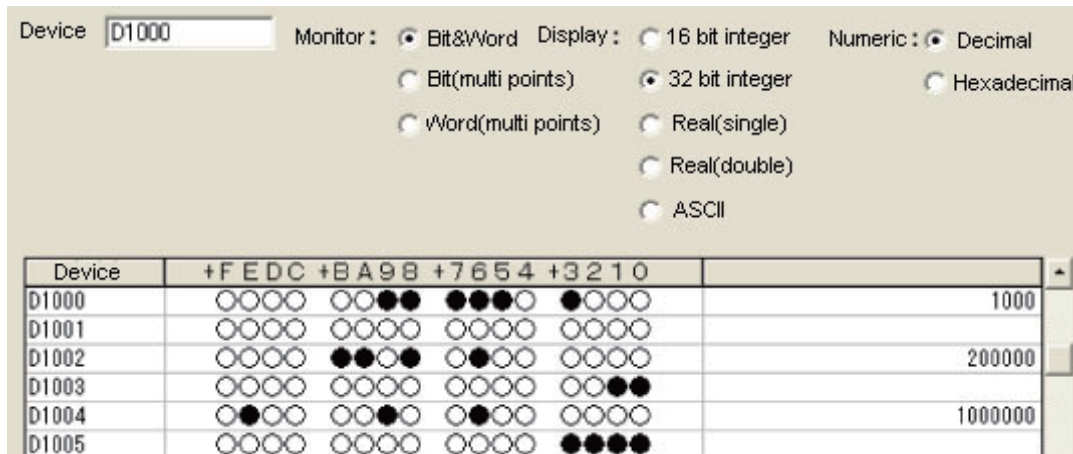 Device D1000 Monitor : Bit&Word Display : 16 bit integer Numeric : Decimal
Bit(multi points) 32 bit integer Hexadecimal
Word(multi points) Real(single)
Real(double)
ASCII
Device +F E D C +B A 9 8 +7 6 5 4 +3 2 1 0
D1000 1000
D1001
D1002 200000
D1003
D1004 1000000
D1005